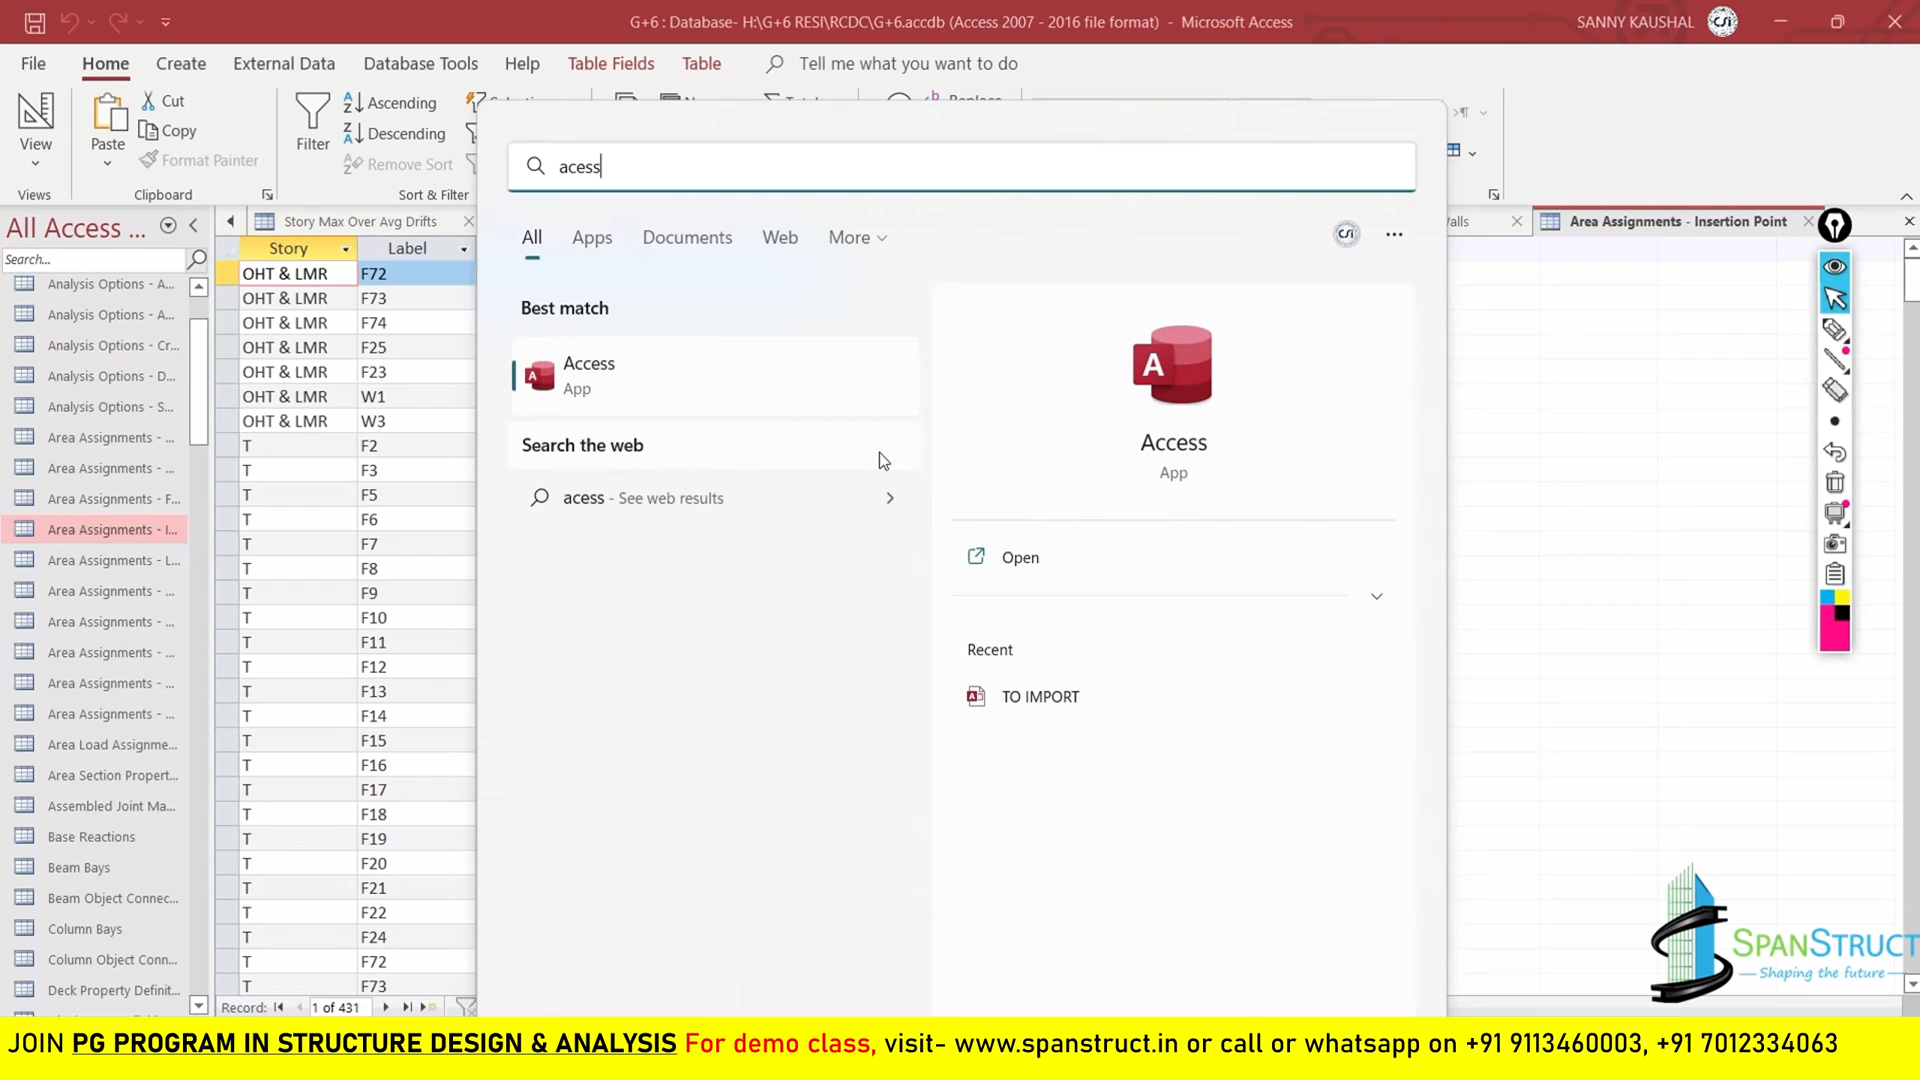 G+6 : Database- H:\G+6 RESI\RCDC\G+6.accdb (Access 2007 - 2016 file format) - Microsoft Access
SANNY KAUSHAL
CSi
File Home Create External Data Database Tools Help Table Fields Table Tell me what you want to do
View
Views
Paste
Cut
Copy
Format Painter
Clipboard
Filter
Ascending
Descending
Remove Sort
Sort & Filter
Replace
acess
All Apps Documents Web More
CSi
Best match
Access
App
Search the web
acess - See web results
Access
App
Open
Recent
TO IMPORT
All Access ...
Search...
Analysis Options - A...
Analysis Options - A...
Analysis Options - Cr...
Analysis Options - D...
Analysis Options - S...
Area Assignments - ...
Area Assignments - ...
Area Assignments - F...
Area Assignments - I...
Area Assignments - L...
Area Assignments - ...
Area Assignments - ...
Area Assignments - ...
Area Assignments - ...
Area Assignments - ...
Area Load Assignme...
Area Section Propert...
Assembled Joint Ma...
Base Reactions
Beam Bays
Beam Object Connec...
Column Bays
Column Object Conn...
Deck Property Definit...
Story Max Over Avg Drifts
Area Assignments - Insertion Point
Story Label
OHT & LMR F72
OHT & LMR F73
OHT & LMR F74
OHT & LMR F25
OHT & LMR F23
OHT & LMR W1
OHT & LMR W3
T F2
T F3
T F5
T F6
T F7
T F8
T F9
T F10
T F11
T F12
T F13
T F14
T F15
T F16
T F17
T F18
T F19
T F20
T F21
T F22
T F24
T F72
T F73
Record: 1 of 431
SPANSTRUCT
Shaping the future
JOIN PG PROGRAM IN STRUCTURE DESIGN & ANALYSIS For demo class, visit- www.spanstruct.in or call or whatsapp on +91 9113460003, +91 7012334063